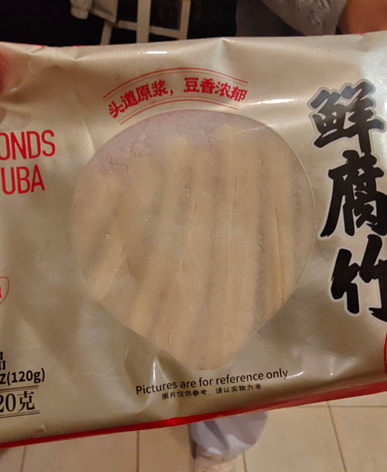 头道原浆，豆香浓郁
鲜腐竹
ONDS
UBA
品
Z(120g)
20克
Pictures are for reference only
图片仅供参考，请以实物为准